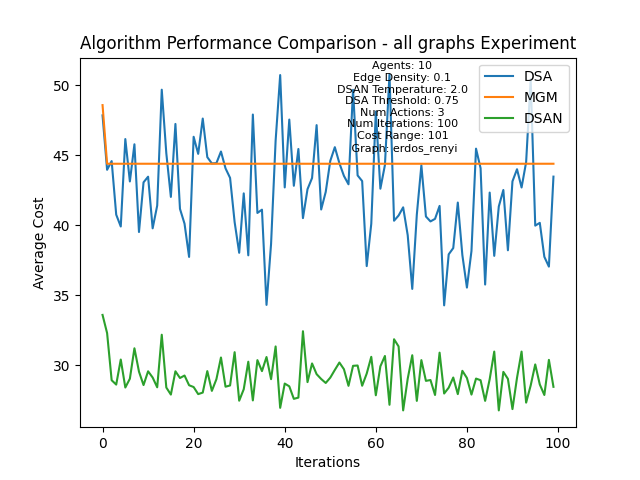 Algorithm Performance Comparison - all graphs Experiment
Agents: 10
Edge Density: 0.1
DSAN Temperature: 2.0
DSA Threshold: 0.75
Num Actions: 3
Num Iterations: 100
Cost Range: 101
Graph: erdos_renyi
DSA
MGM
DSAN
Average Cost
50
45
40
35
30
0
20
40
60
80
100
Iterations